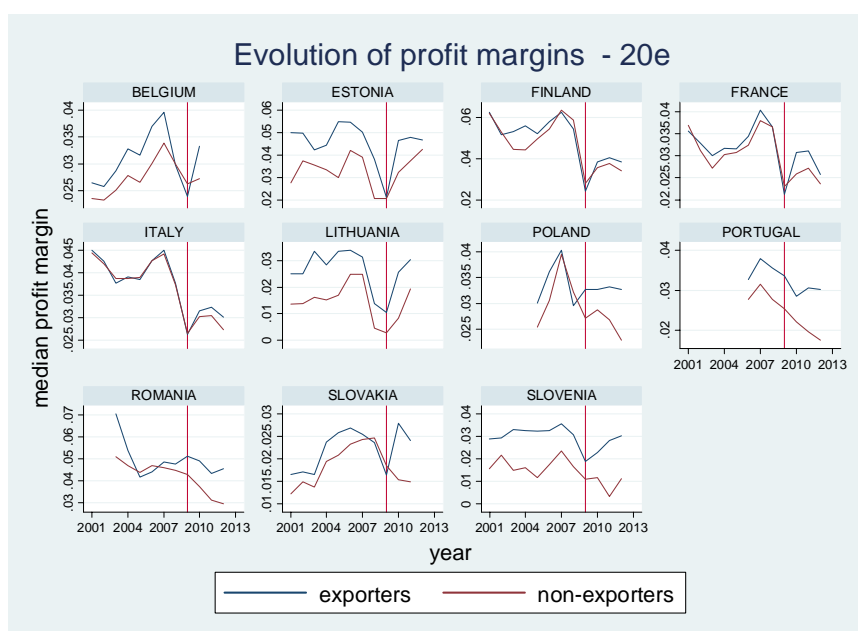 Evolution of profit margins - 20e
median profit margin
BELGIUM
.025 .03 .035 .04
ESTONIA
.02 .03 .04 .05 .06
FINLAND
.02 .04 .06
FRANCE
.02.025.03.035.04
ITALY
.025.03.035.04.045
LITHUANIA
0 .01 .02 .03
POLAND
.025 .03 .035 .04
PORTUGAL
.02 .03 .04
2001 2004 2007 2010 2013
ROMANIA
.03 .04 .05 .06 .07
2001 2004 2007 2010 2013
SLOVAKIA
.01.015.02.025.03
2001 2004 2007 2010 2013
SLOVENIA
0 .01 .02 .03 .04
2001 2004 2007 2010 2013
year
exporters non-exporters